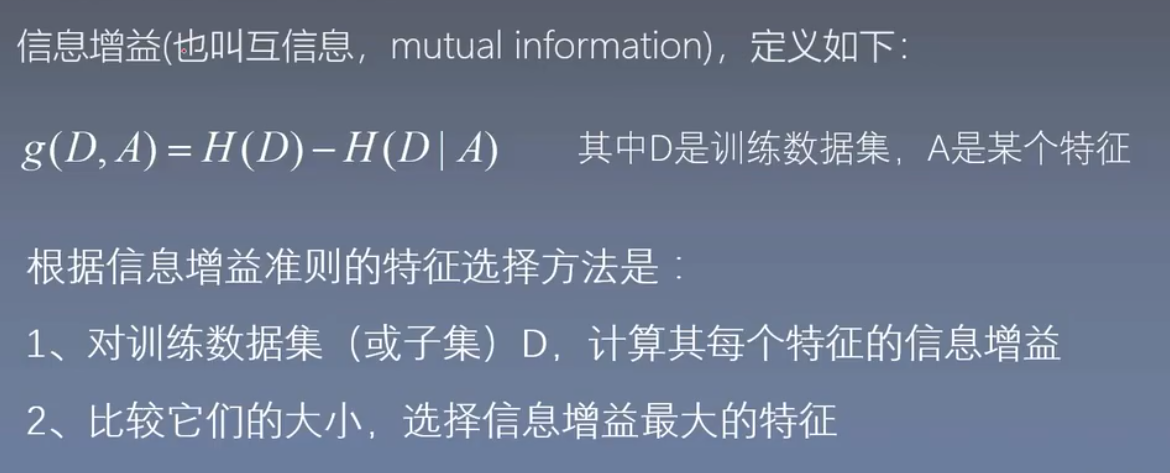 信息增益(也叫互信息，mutual information)，定义如下：
g(D, A) = H(D) − H(D | A) 其中D是训练数据集，A是某个特征
根据信息增益准则的特征选择方法是：
1、对训练数据集（或子集）D，计算其每个特征的信息增益
2、比较它们的大小，选择信息增益最大的特征